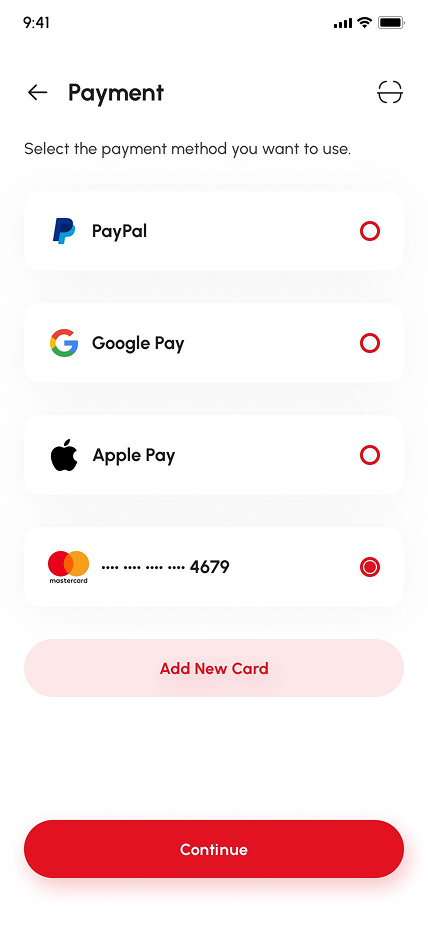 9:41
Payment
Select the payment method you want to use.
PayPal
Google Pay
Apple Pay
mastercard
•••• •••• •••• •••• 4679
Add New Card
Continue